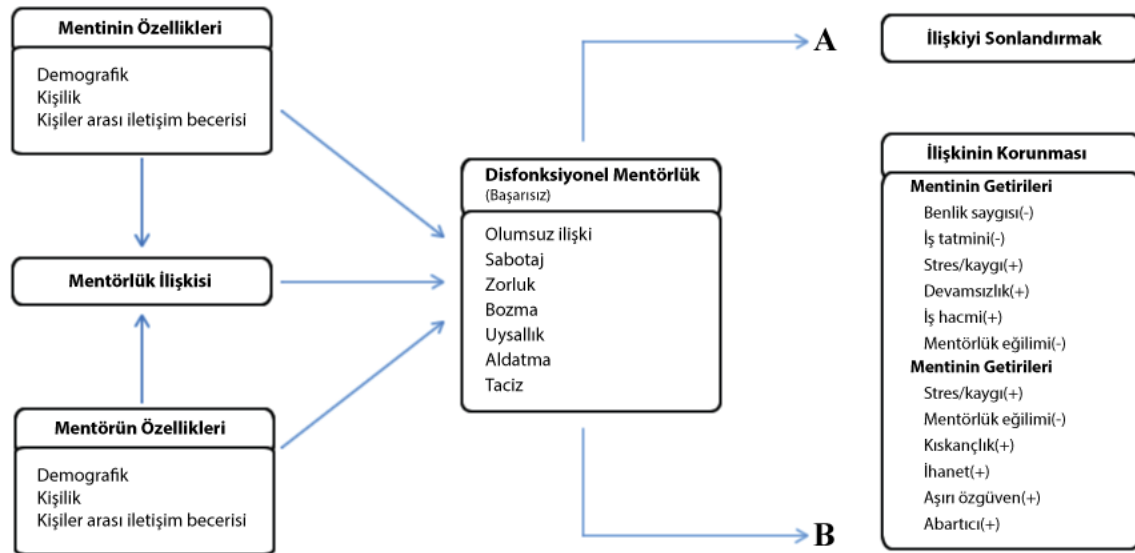 Mentinin Özellikleri
Demografik
Kişilik
Kişiler arası iletişim becerisi
Mentörlük İlişkisi
Mentörün Özellikleri
Demografik
Kişilik
Kişiler arası iletişim becerisi
Disfonksiyonel Mentörlük
(Başarısız)
Olumsuz ilişki
Sabotaj
Zorluk
Bozma
Uysallık
Aldatma
Taciz
A
B
İlişkiyi Sonlandırmak
İlişkinin Korunması
Mentinin Getirileri
Benlik saygısı(-)
İş tatmini(-)
Stres/kaygı(+)
Devamsızlık(+)
İş hacmi(+)
Mentörlük eğilimi(-)
Mentinin Getirileri
Stres/kaygı(+)
Mentörlük eğilimi(-)
Kıskançlık(+)
İhanet(+)
Aşırı özgüven(+)
Abartıcı(+)